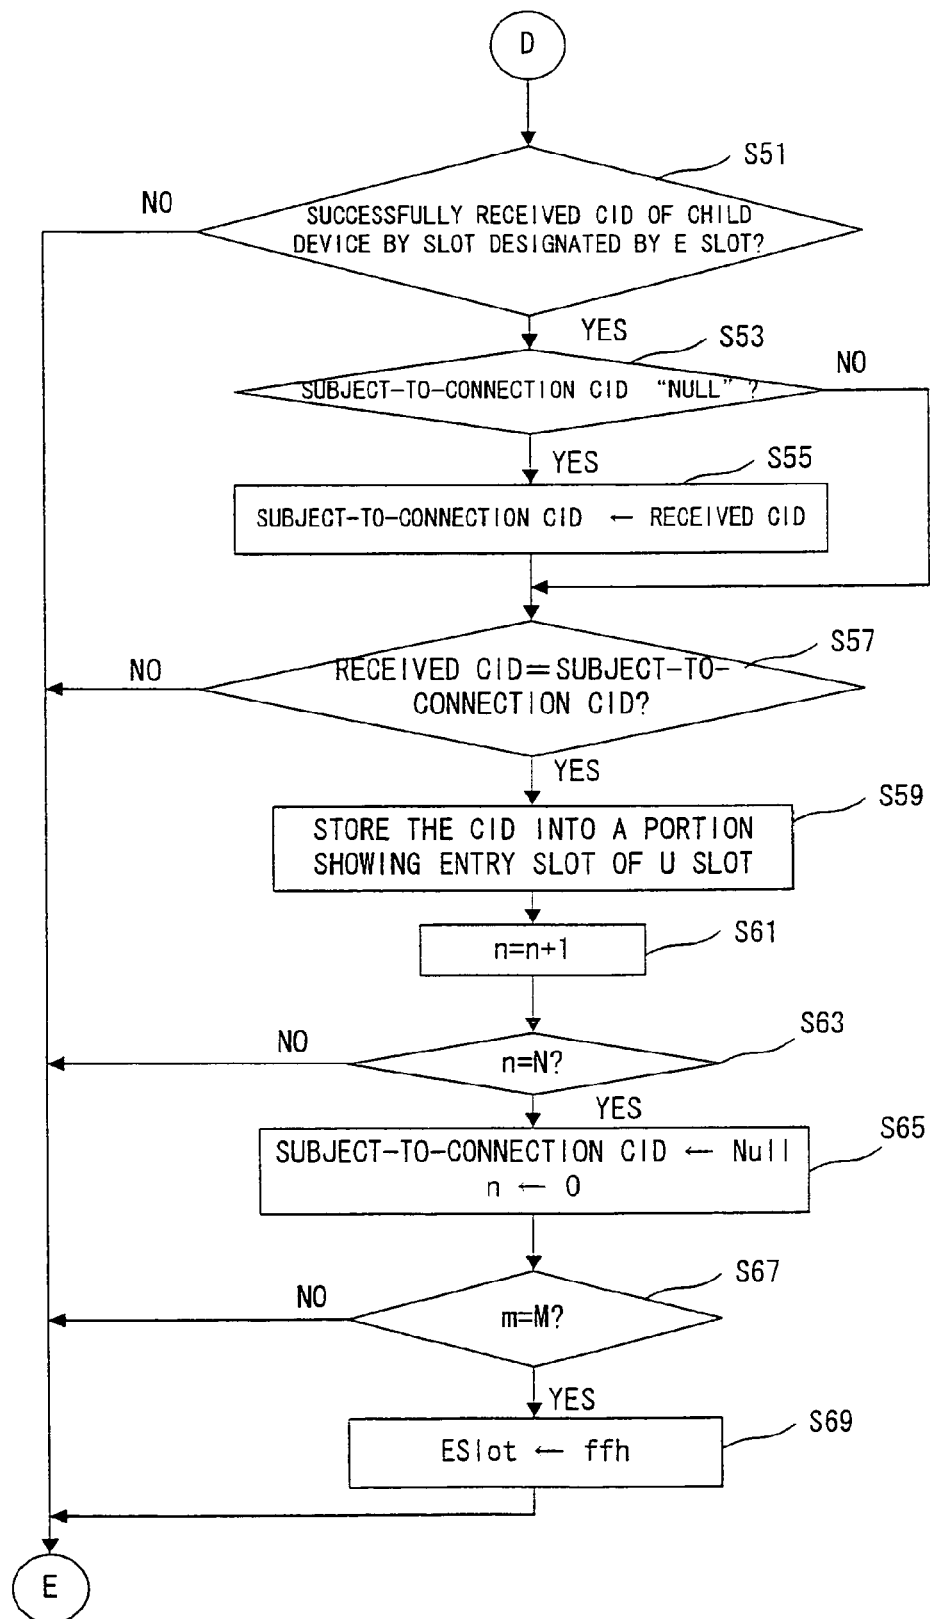 D
S51
NO
SUCCESSFULLY RECEIVED CID OF CHILD
DEVICE BY SLOT DESIGNATED BY E SLOT?
YES
S53
NO
SUBJECT-TO-CONNECTION CID "NULL" ?
YES
S55
SUBJECT-TO-CONNECTION CID ← RECEIVED CID
S57
NO
RECEIVED CID=SUBJECT-TO-
CONNECTION CID?
YES
S59
STORE THE CID INTO A PORTION
SHOWING ENTRY SLOT OF U SLOT
S61
n=n+1
S63
NO
n=N?
YES
S65
SUBJECT-TO-CONNECTION CID ← Null
n ← 0
S67
NO
m=M?
YES
S69
ESlot ← ffh
E